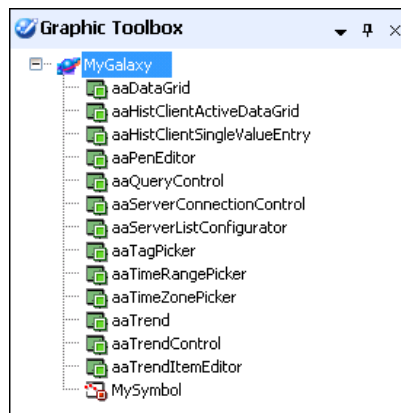 Graphic Toolbox
MyGalaxy
aaDataGrid
aaHistClientActiveDataGrid
aaHistClientSingleValueEntry
aaPenEditor
aaQueryControl
aaServerConnectionControl
aaServerListConfigurator
aaTagPicker
aaTimeRangePicker
aaTimeZonePicker
aaTrend
aaTrendControl
aaTrendItemEditor
MySymbol